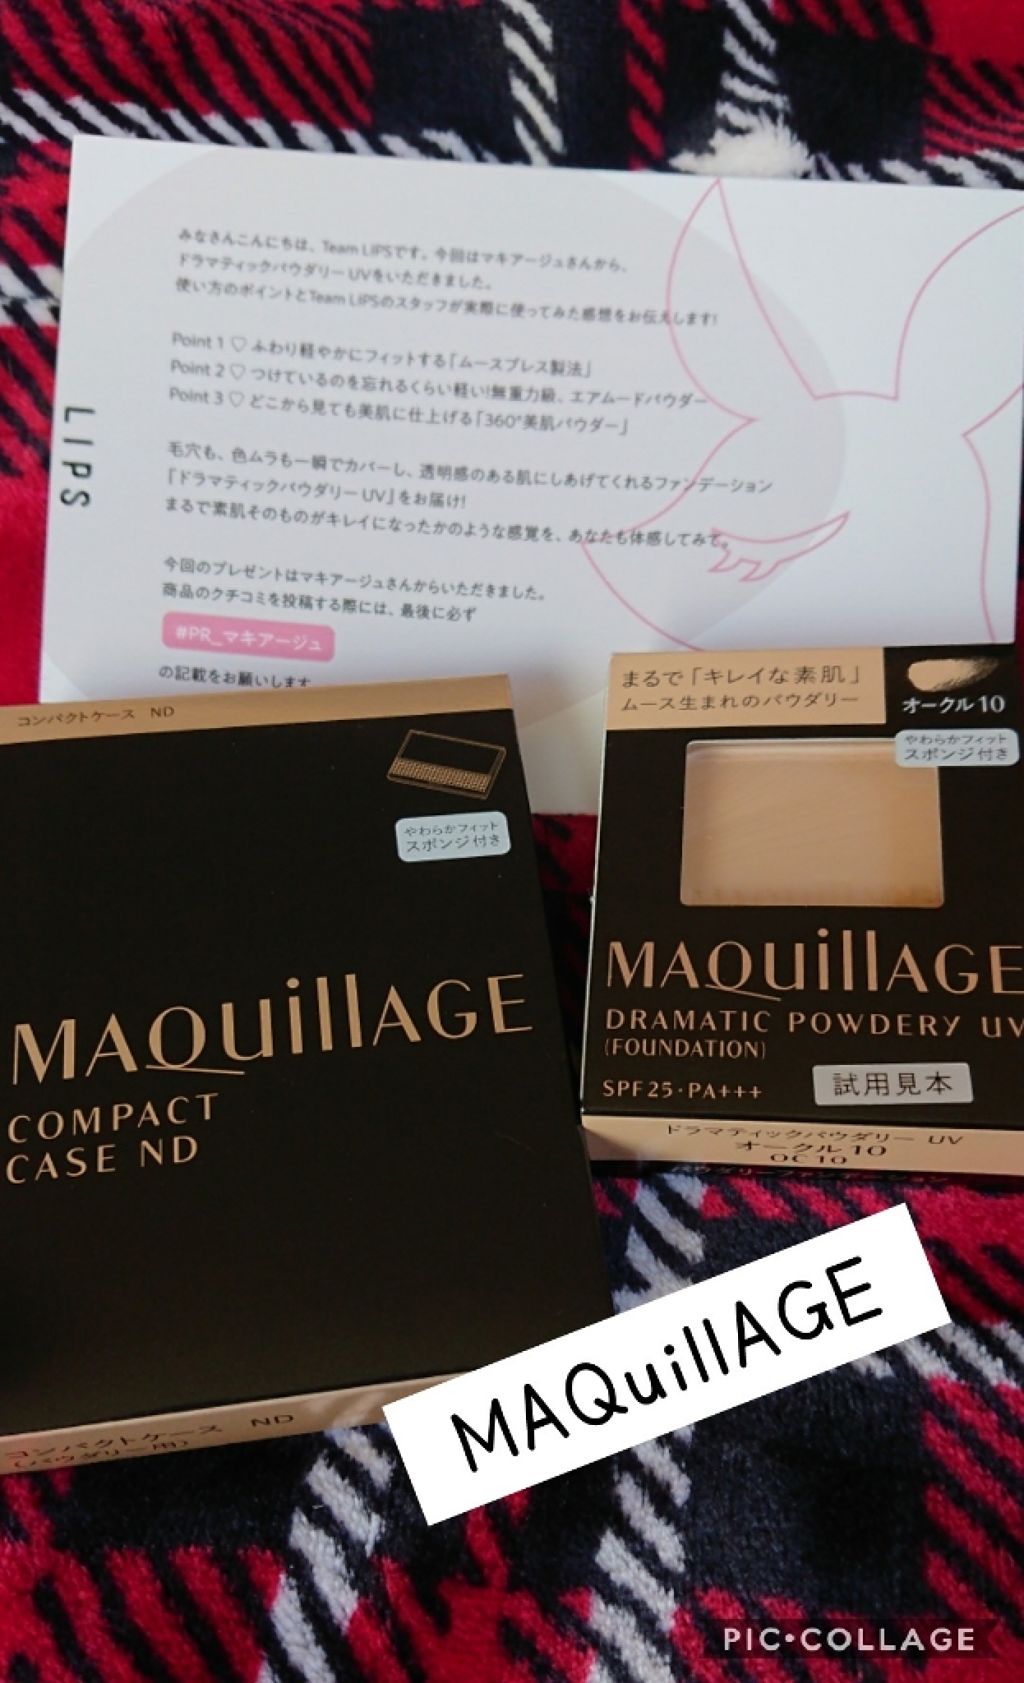 みなさんこんにちは、Team LIPSです。今回はマキアージュさんから、
ドラマティックパウダリー UVをいただきました。
使い方のポイントとTeam LIPSのスタッフが実際に使ってみた感想をお伝えします!
Point 1 ♡ ふわり軽やかにフィットする「ムースプレス製法」
Point 2 ♡ つけているのを忘れるくらい軽い!無重力級、エアムードパウダー
Point 3 ♡ どこから見ても美肌に仕上げる「360°美肌パウダー」
毛穴も、色ムラも一瞬でカバーし、透明感のある肌にしあげてくれるファンデーション
『ドラマティックパウダリー UV』をお届け!
まるで素肌そのものがキレイになったかのような感覚を、あなたも体感してみて。
今回のプレゼントはマキアージュさんからいただきました。
商品のクチコミを投稿する際には、最後に必ず
#PR_マキアージュ
の記載をお願いします
LIPS
コンパクトケース ND
やわらかフィット
スポンジ付き
MAQuillAGE
COMPACT
CASE ND
コンパクトケース ND
(パウダリー用)
まるで「キレイな素肌」
ムース生まれのパウダリー
オークル10
やわらかフィット
スポンジ付き
MAQuillAGE
DRAMATIC POWDERY UV
(FOUNDATION)
SPF25・PA+++
試用見本
ドラマティックパウダリー UV
オークル10
OC10
パウダリーファンデーション
MAQuillAGE
PIC•COLLAGE